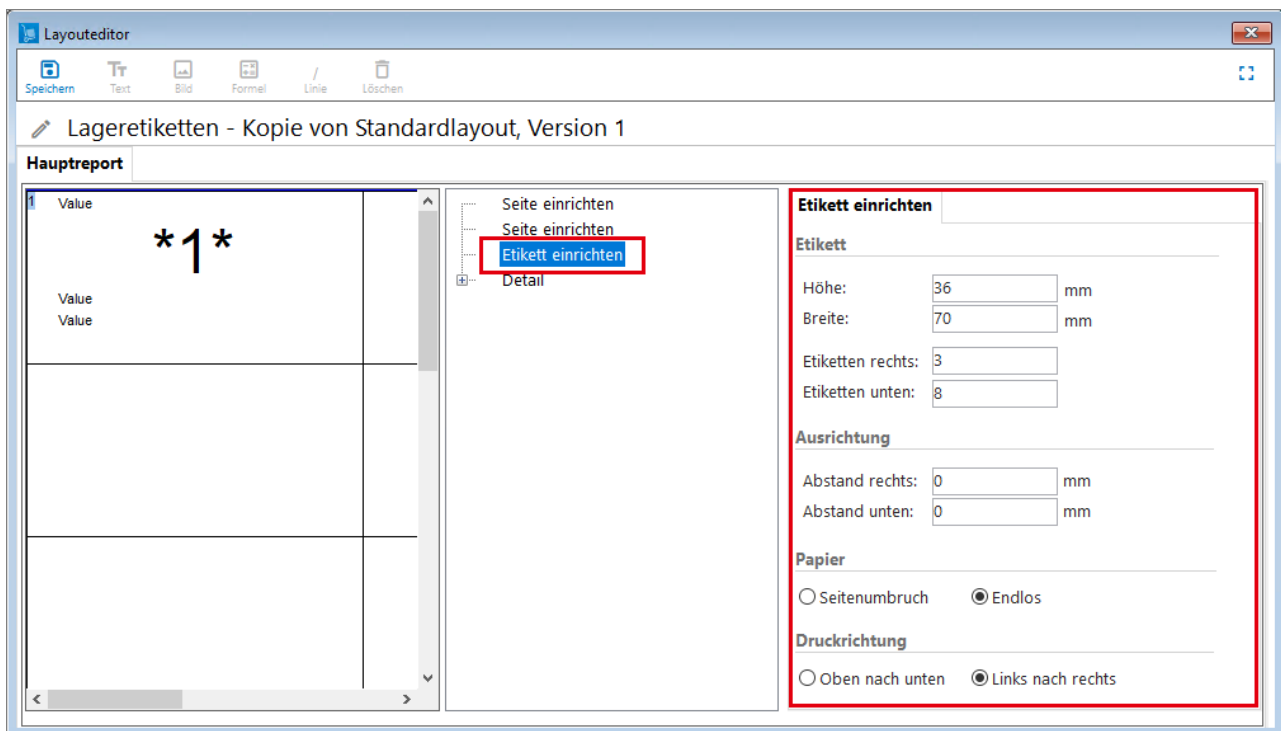 Layouteditor
Speichern Text Bild Formel Linie Löschen
Lageretiketten - Kopie von Standardlayout, Version 1
Hauptreport
1 Value
*1*
Value
Value
Seite einrichten
Seite einrichten
Etikett einrichten
Detail
Etikett einrichten
Etikett
Höhe: 36 mm
Breite: 70 mm
Etiketten rechts: 3
Etiketten unten: 8
Ausrichtung
Abstand rechts: 0 mm
Abstand unten: 0 mm
Papier
Seitenumbruch Endlos
Druckrichtung
Oben nach unten Links nach rechts